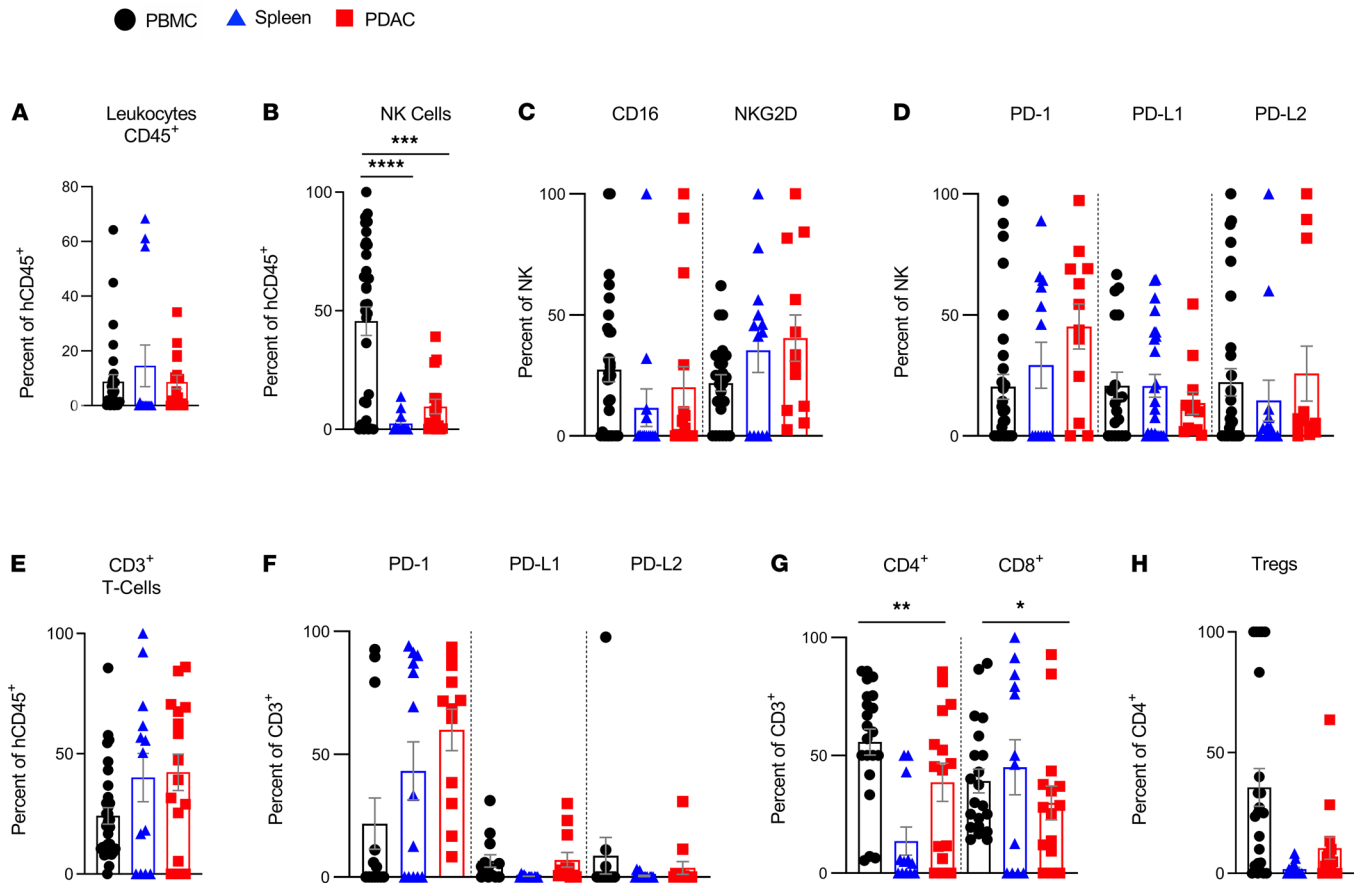 PBMC Spleen PDAC
A
Leukocytes
CD45+
Percent of hCD45+
80
60
40
20
0
B
NK Cells
***
****
Percent of hCD45+
100
50
0
C
CD16 NKG2D
Percent of NK
100
50
0
D
PD-1 PD-L1 PD-L2
Percent of NK
100
50
0
E
CD3+
T-Cells
Percent of hCD45+
100
50
0
F
PD-1 PD-L1 PD-L2
Percent of CD3+
100
50
0
G
CD4+ CD8+
** *
Percent of CD3+
100
50
0
H
Tregs
Percent of CD4+
100
50
0